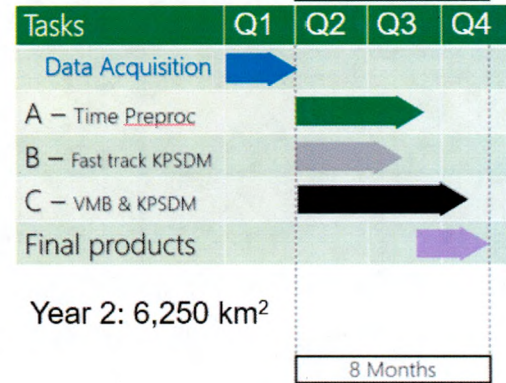 Tasks Q1 Q2 Q3 Q4
Data Acquisition
A – Time Preproc
B – Fast track KPSDM
C – VMB & KPSDM
Final products
Year 2: 6,250 km²
8 Months